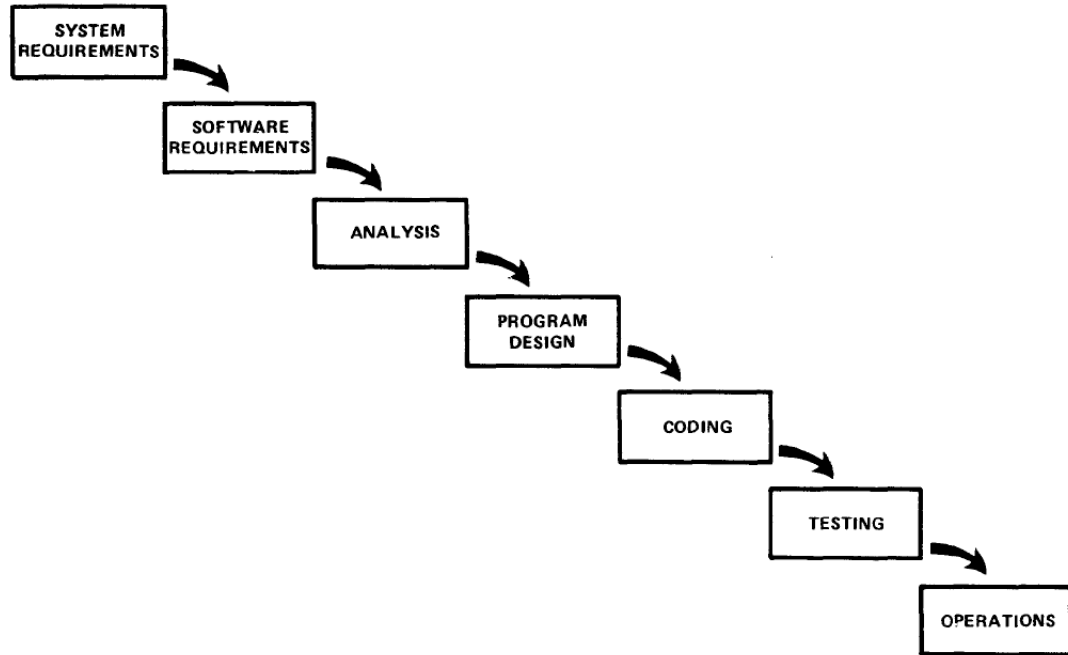 SYSTEM
REQUIREMENTS
SOFTWARE
REQUIREMENTS
ANALYSIS
PROGRAM
DESIGN
CODING
TESTING
OPERATIONS